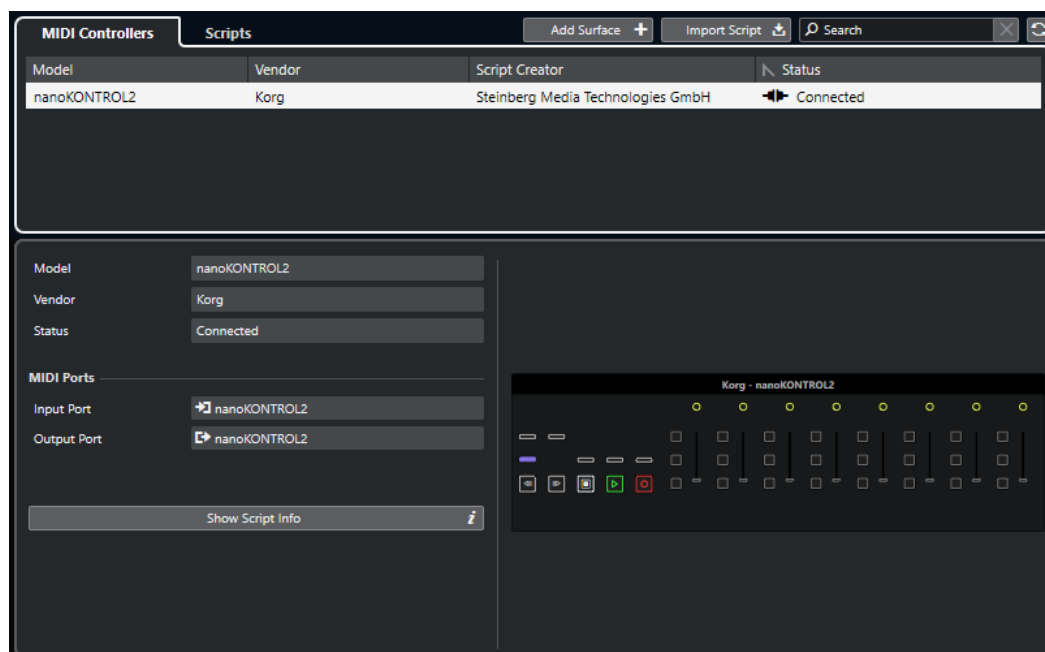 MIDI Controllers Scripts Add Surface Import Script Search
Model Vendor Script Creator Status
nanoKONTROL2 Korg Steinberg Media Technologies GmbH Connected
Model nanoKONTROL2
Vendor Korg
Status Connected
MIDI Ports
Input Port nanoKONTROL2
Output Port nanoKONTROL2
Show Script Info i
Korg - nanoKONTROL2